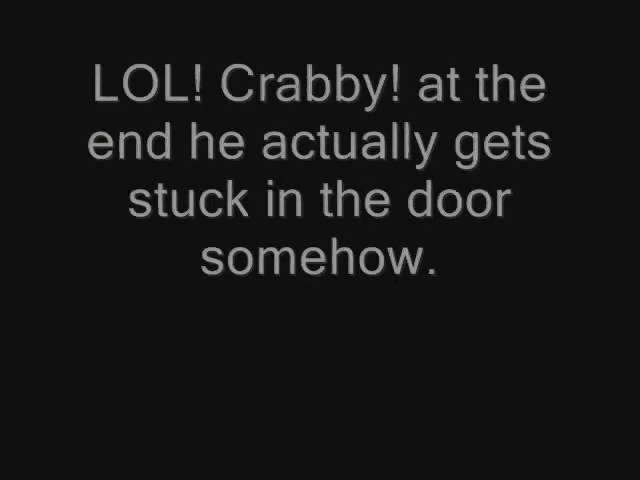 LOL! Crabby! at the
end he actually gets
stuck in the door
somehow.